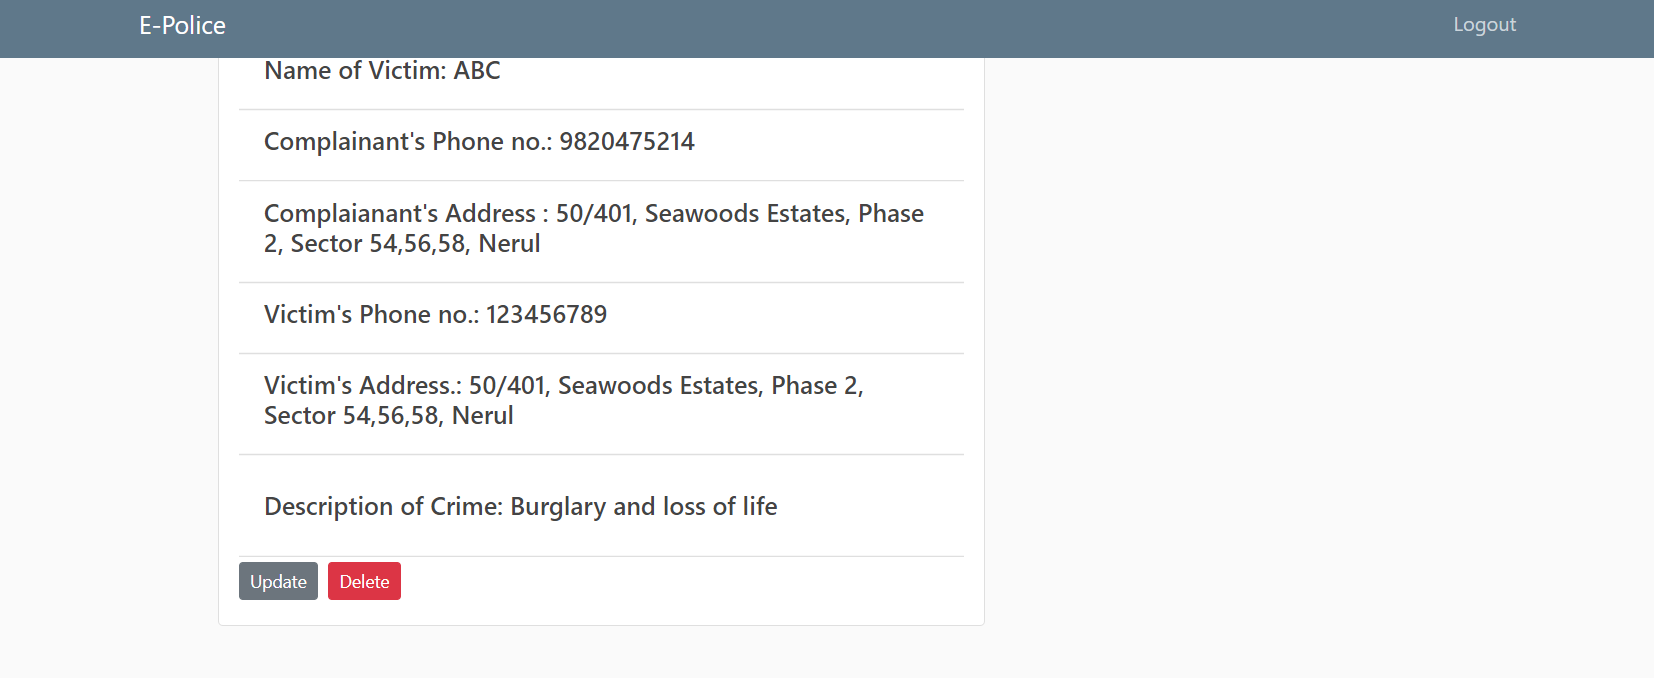 E-Police
Logout
Name of Victim: ABC
Complainant's Phone no.: 9820475214
Complaianant's Address : 50/401, Seawoods Estates, Phase
2, Sector 54,56,58, Nerul
Victim's Phone no.: 123456789
Victim's Address.: 50/401, Seawoods Estates, Phase 2,
Sector 54,56,58, Nerul
Description of Crime: Burglary and loss of life
Update
Delete